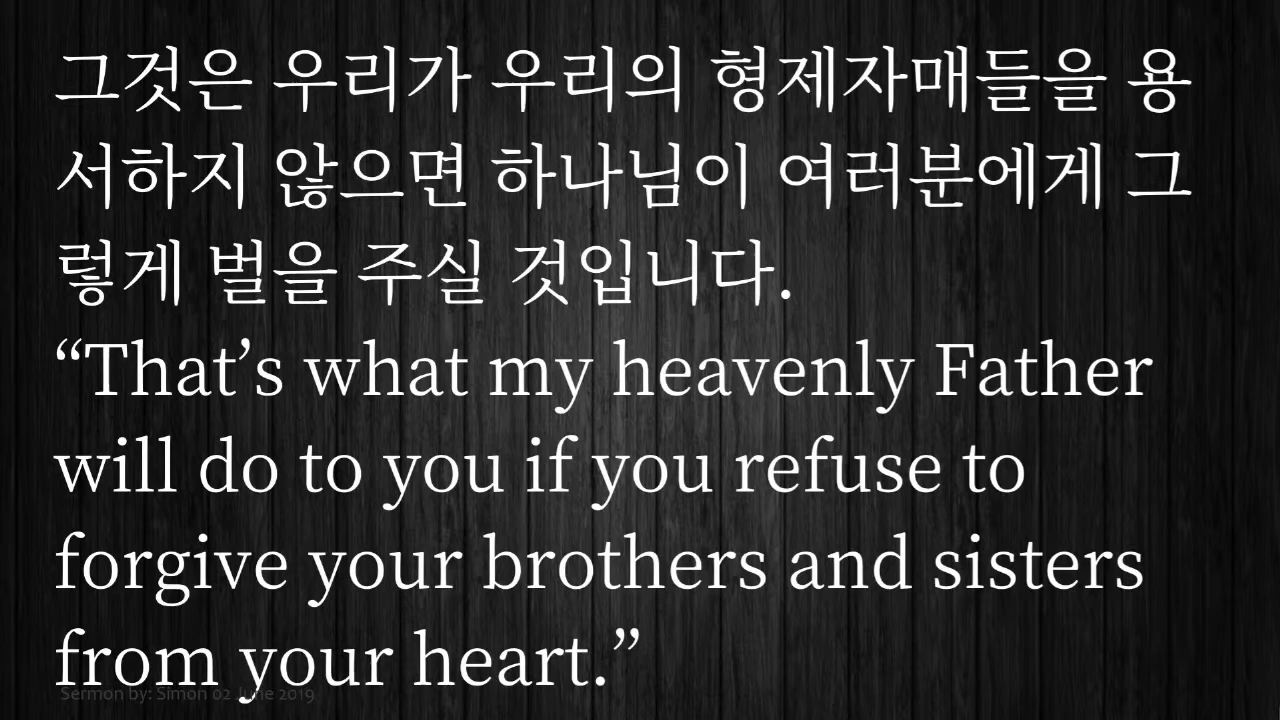 그것은 우리가 우리의 형제자매들을 용
서하지 않으면 하나님이 여러분에게 그
렇게 벌을 주실 것입니다.
“That’s what my heavenly Father
will do to you if you refuse to
forgive your brothers and sisters
from your heart.”
Sermon by: Simon 02 June 2019